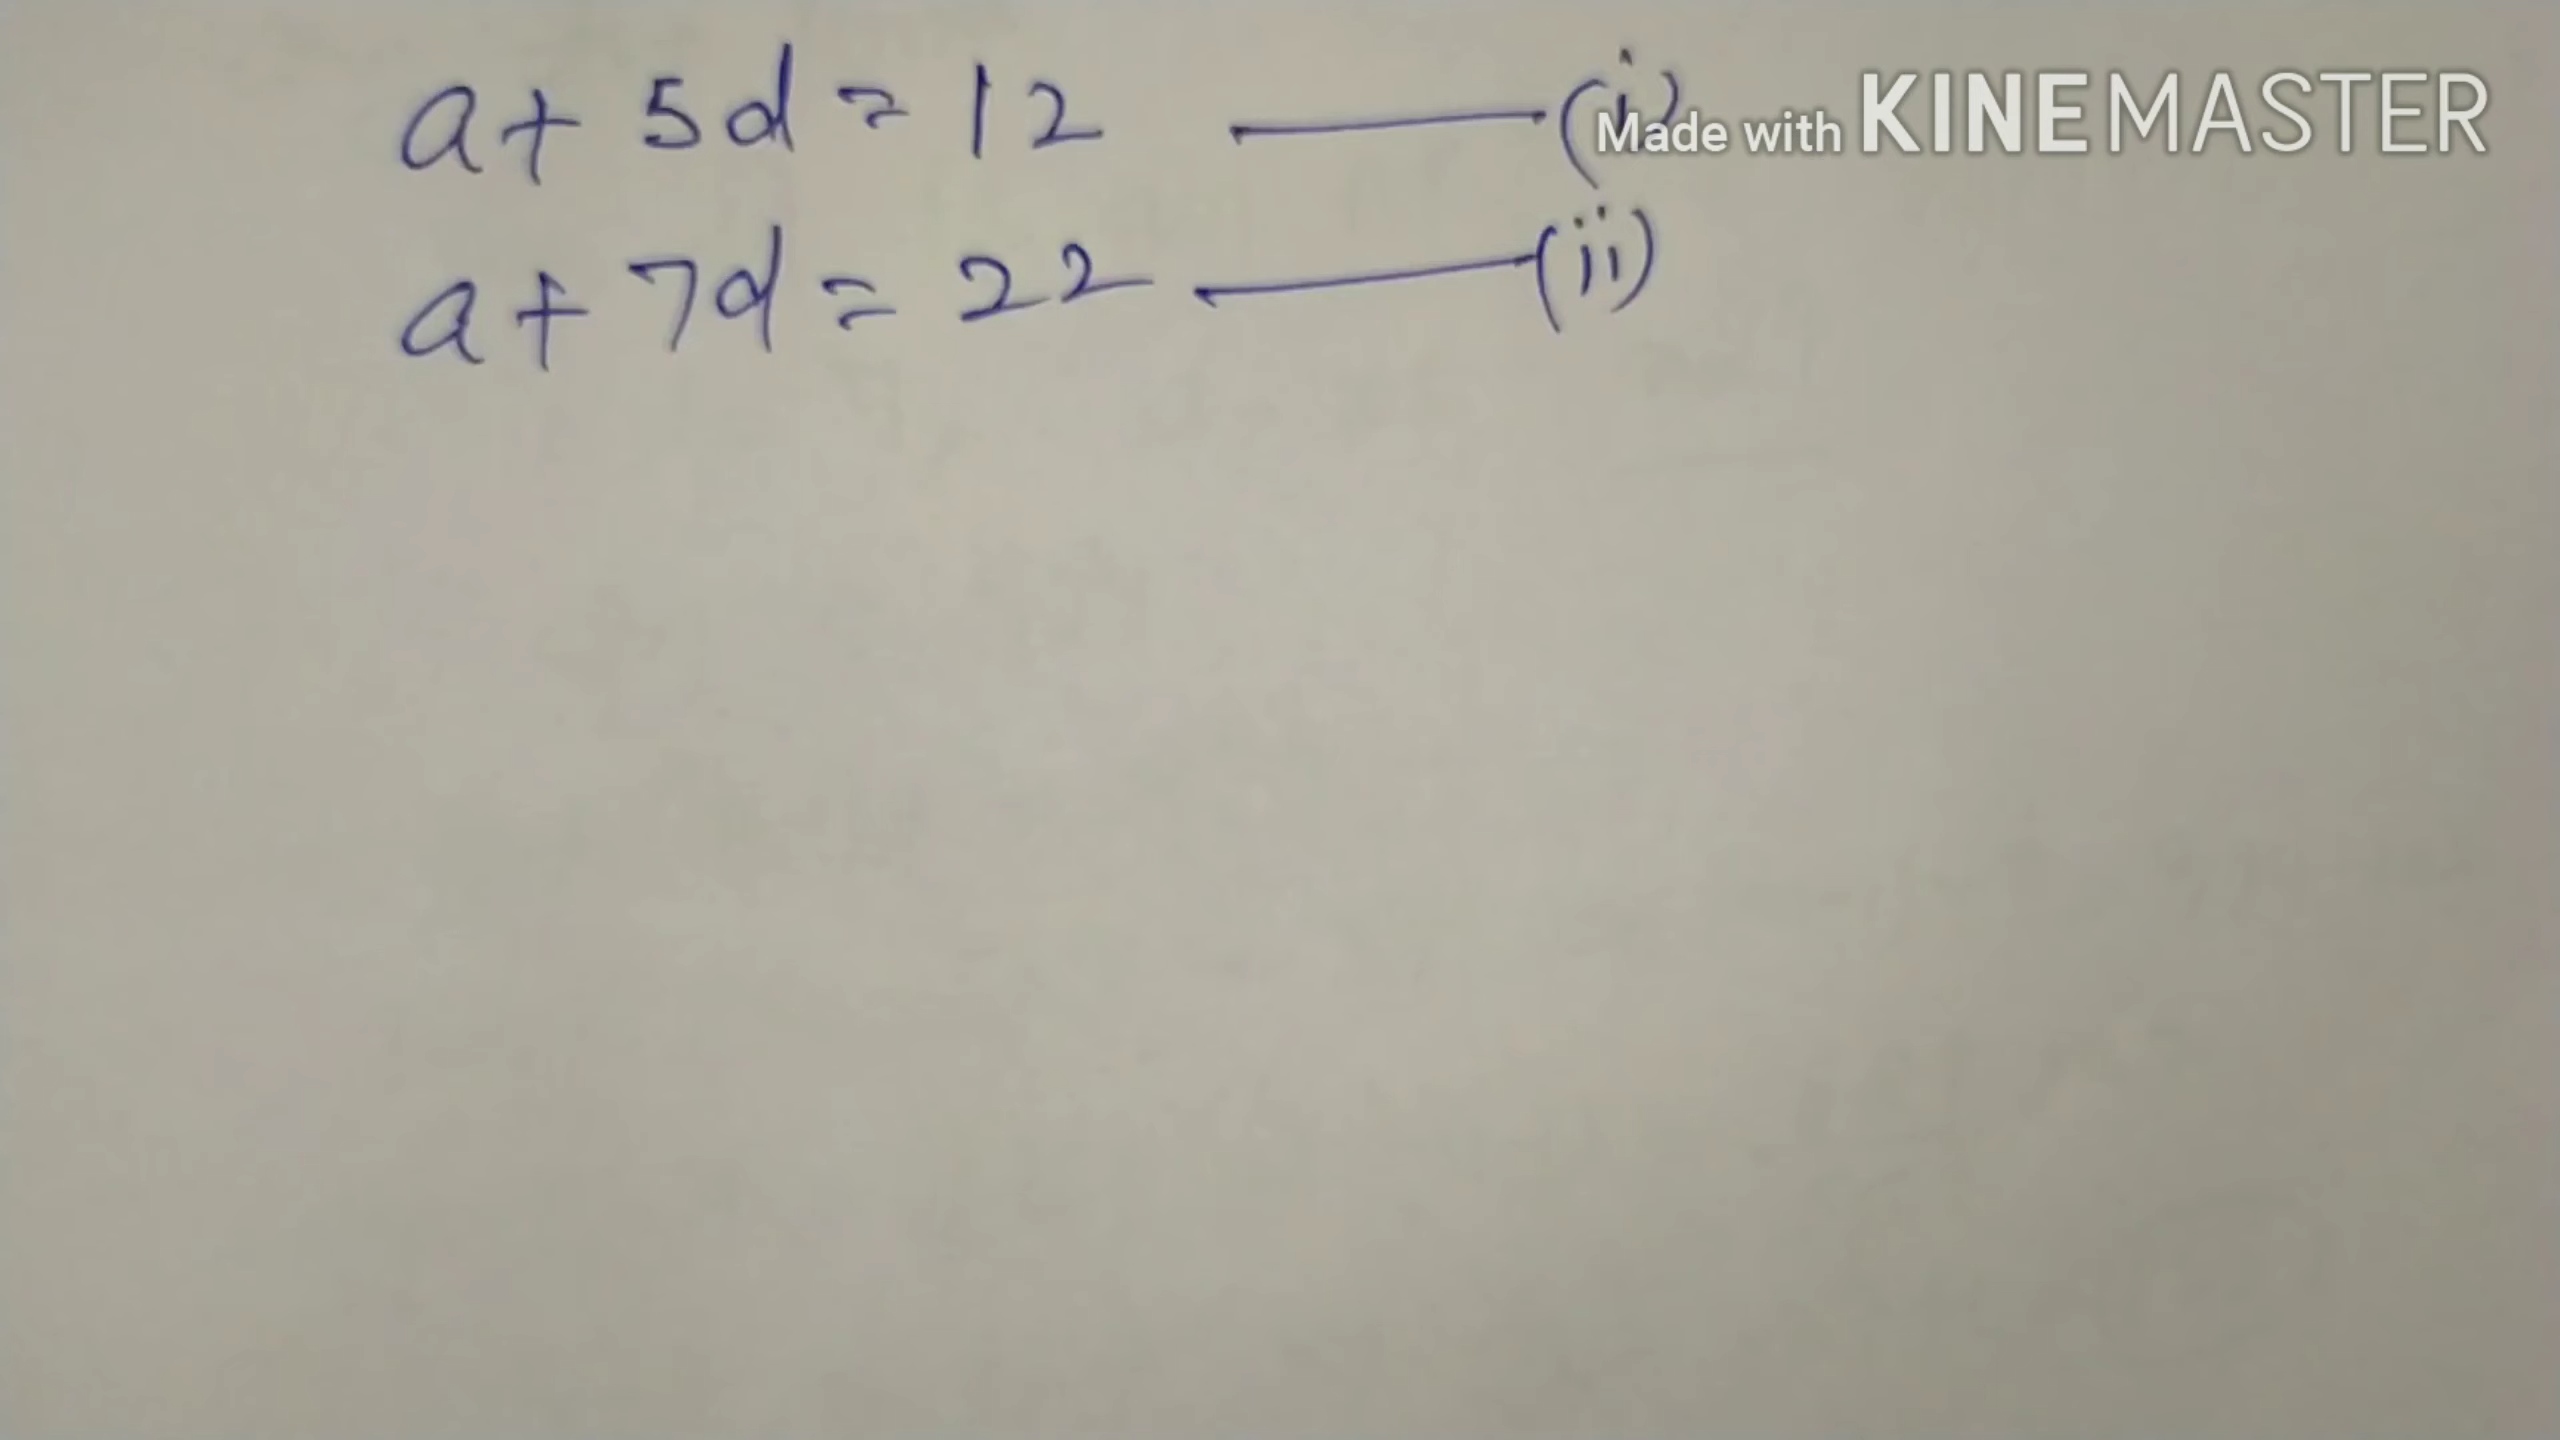 a + 5d = 12 —— (i)
Made with KINEMASTER
a + 7d = 22 —— (ii)